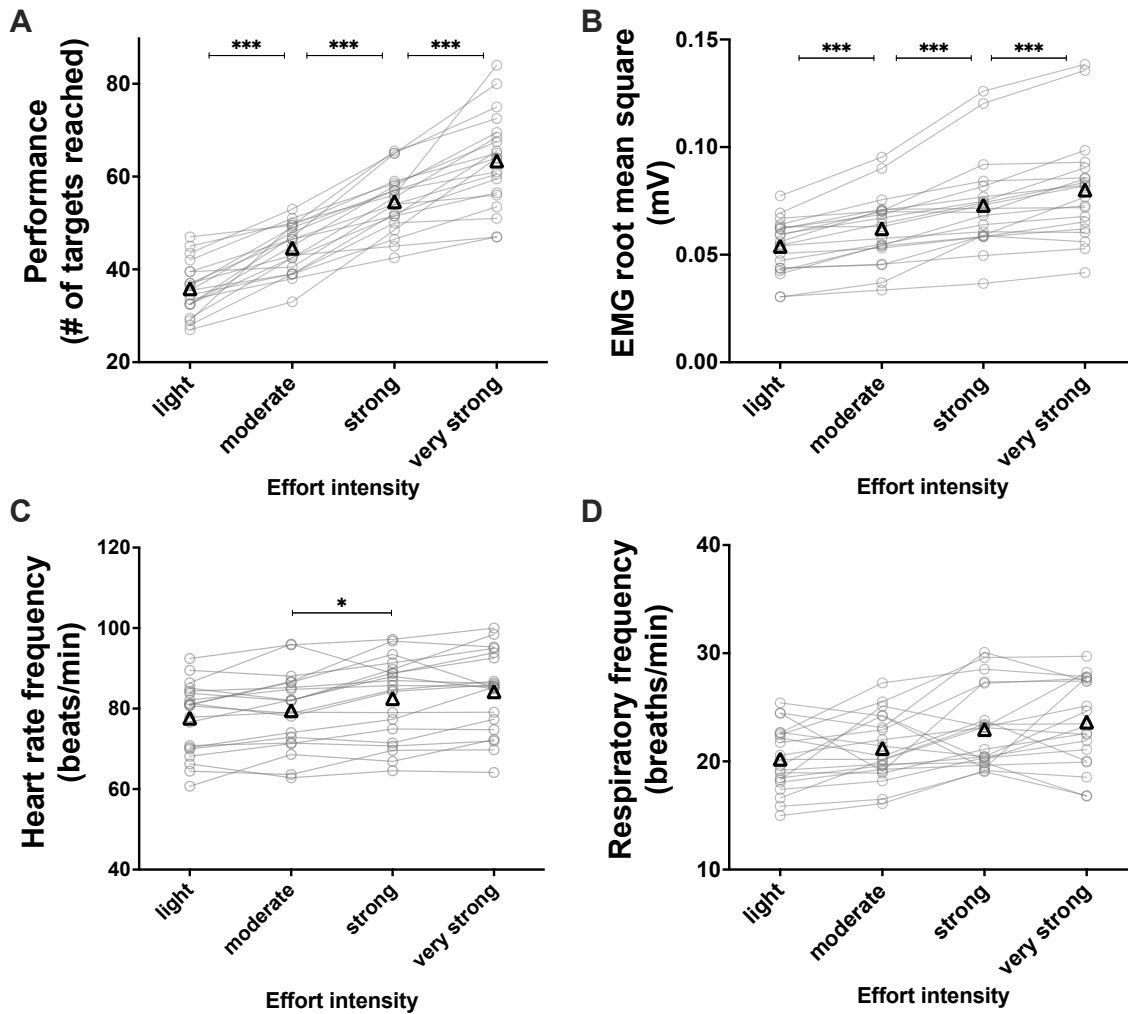 A
Performance
(# of targets reached)
***
***
***
80
60
40
20
light
moderate
strong
very strong
Effort intensity
B
EMG root mean square
(mV)
***
***
***
0.15
0.10
0.05
0.00
light
moderate
strong
very strong
Effort intensity
C
Heart rate frequency
(beats/min)
*
120
100
80
60
40
light
moderate
strong
very strong
Effort intensity
D
Respiratory frequency
(breaths/min)
40
30
20
10
light
moderate
strong
very strong
Effort intensity